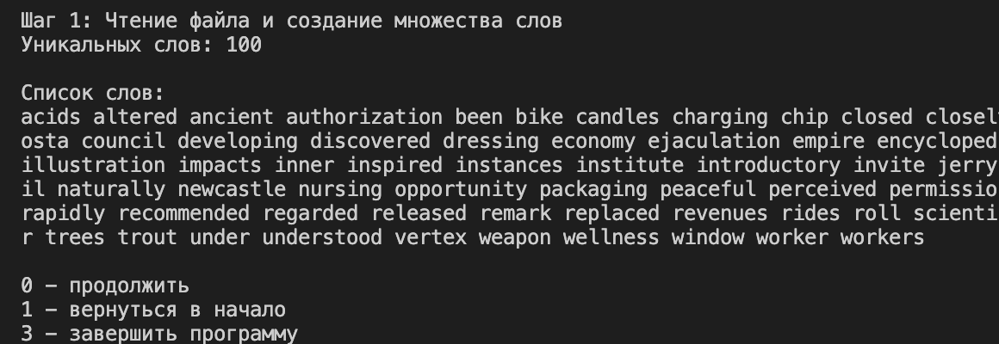 Шаг 1: Чтение файла и создание множества слов
Уникальных слов: 100
Список слов:
acids altered ancient authorization been bike candles charging chip closed closel
osta council developing discovered dressing economy ejaculation empire encycloped
illustration impacts inner inspired instances institute introductory invite jerry
il naturally newcastle nursing opportunity packaging peaceful perceived permissio
rapidly recommended regarded released remark replaced revenues rides roll scienti
r trees trout under understood vertex weapon wellness window worker workers
0 – продолжить
1 – вернуться в начало
3 – завершить программу